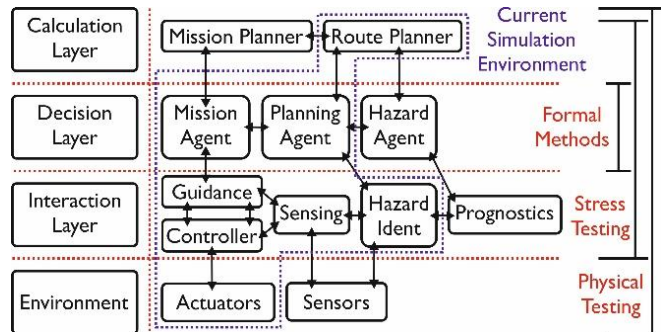 Calculation
Layer
Mission Planner
Route Planner
Current
Simulation
Environment
Decision
Layer
Mission
Agent
Planning
Agent
Hazard
Agent
Formal
Methods
Interaction
Layer
Guidance
Controller
Sensing
Hazard
Ident
Prognostics
Stress
Testing
Environment
Actuators
Sensors
Physical
Testing